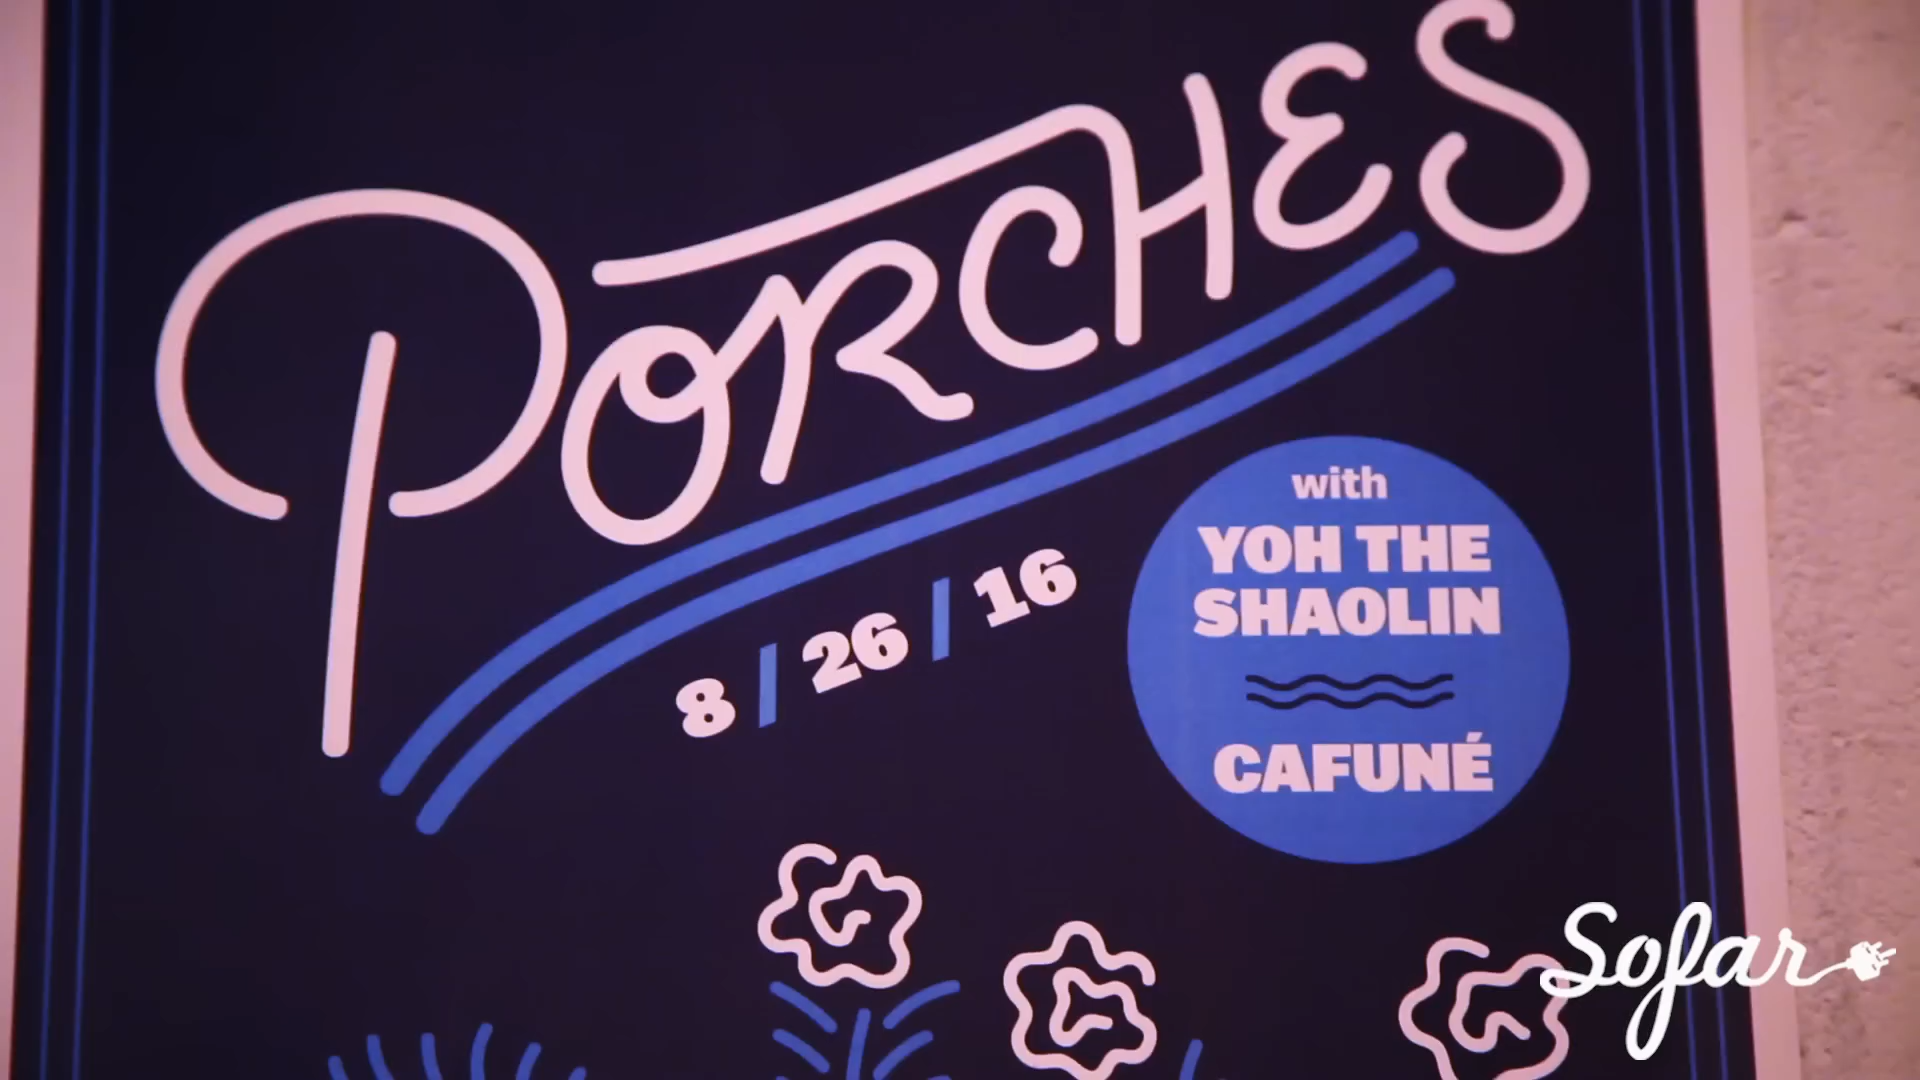 PORCHES
8/26/16
with
YOH THE
SHAOLIN
CAFUNÉ
Sofar